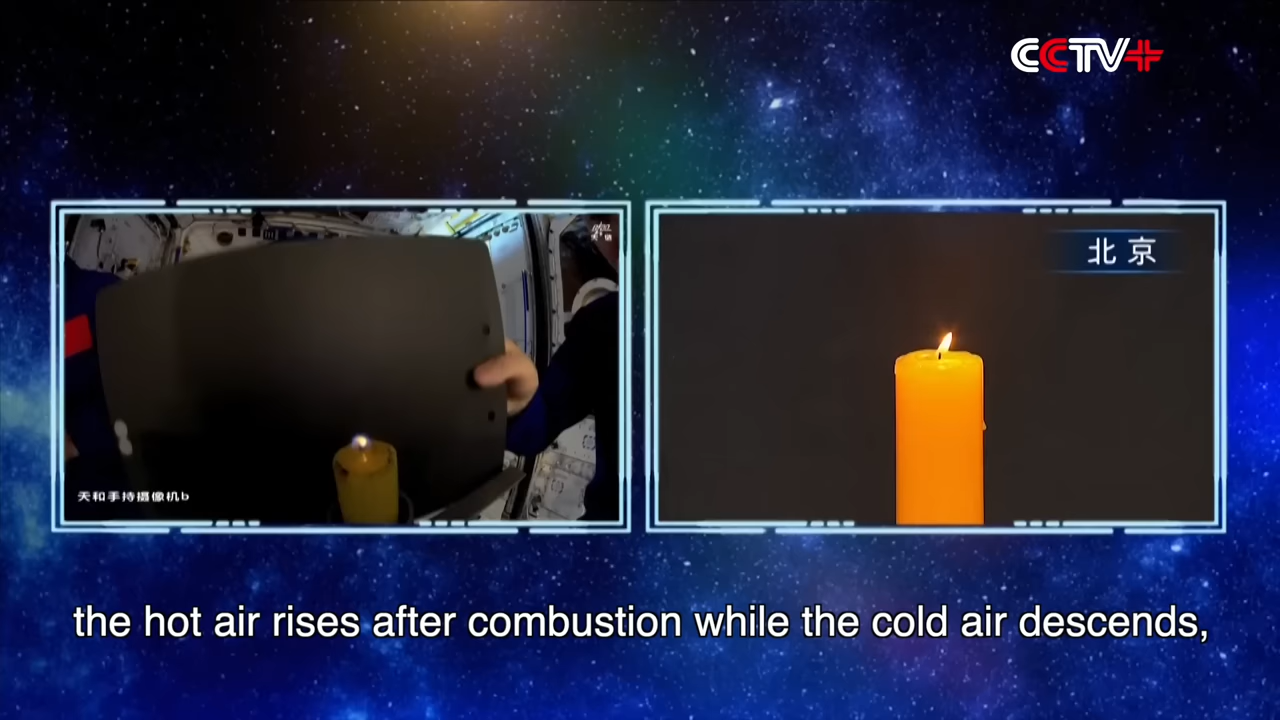 CCTV+
北京
天和手持摄像机b
the hot air rises after combustion while the cold air descends,